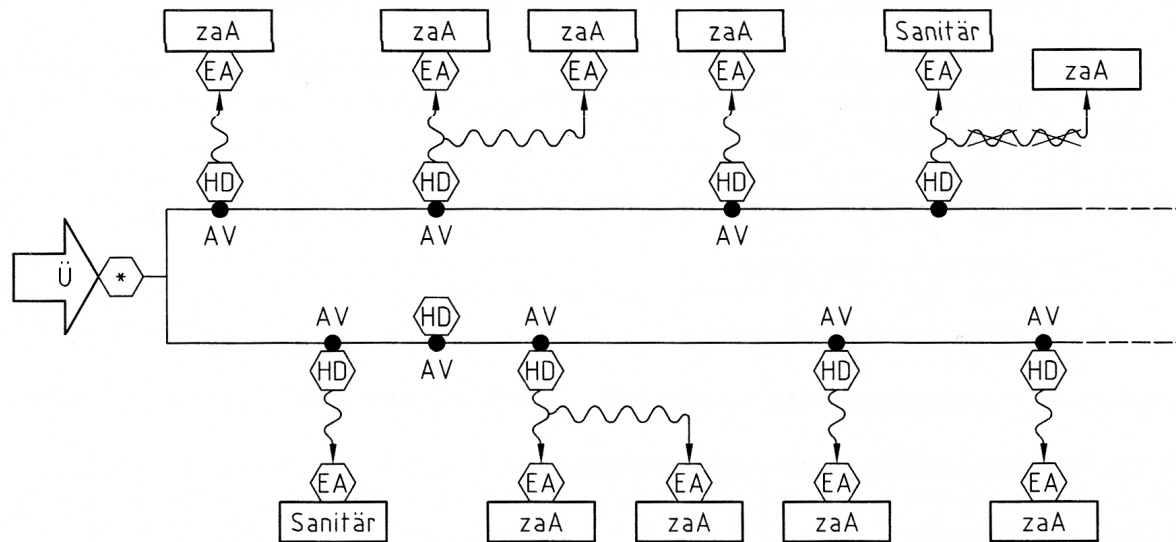 zaA zaA zaA zaA Sanitär
EA EA EA EA EA zaA
HD HD HD HD
AV AV AV
Ü *
AV HD AV AV AV
HD AV HD HD HD
EA EA EA EA EA
Sanitär zaA zaA zaA zaA